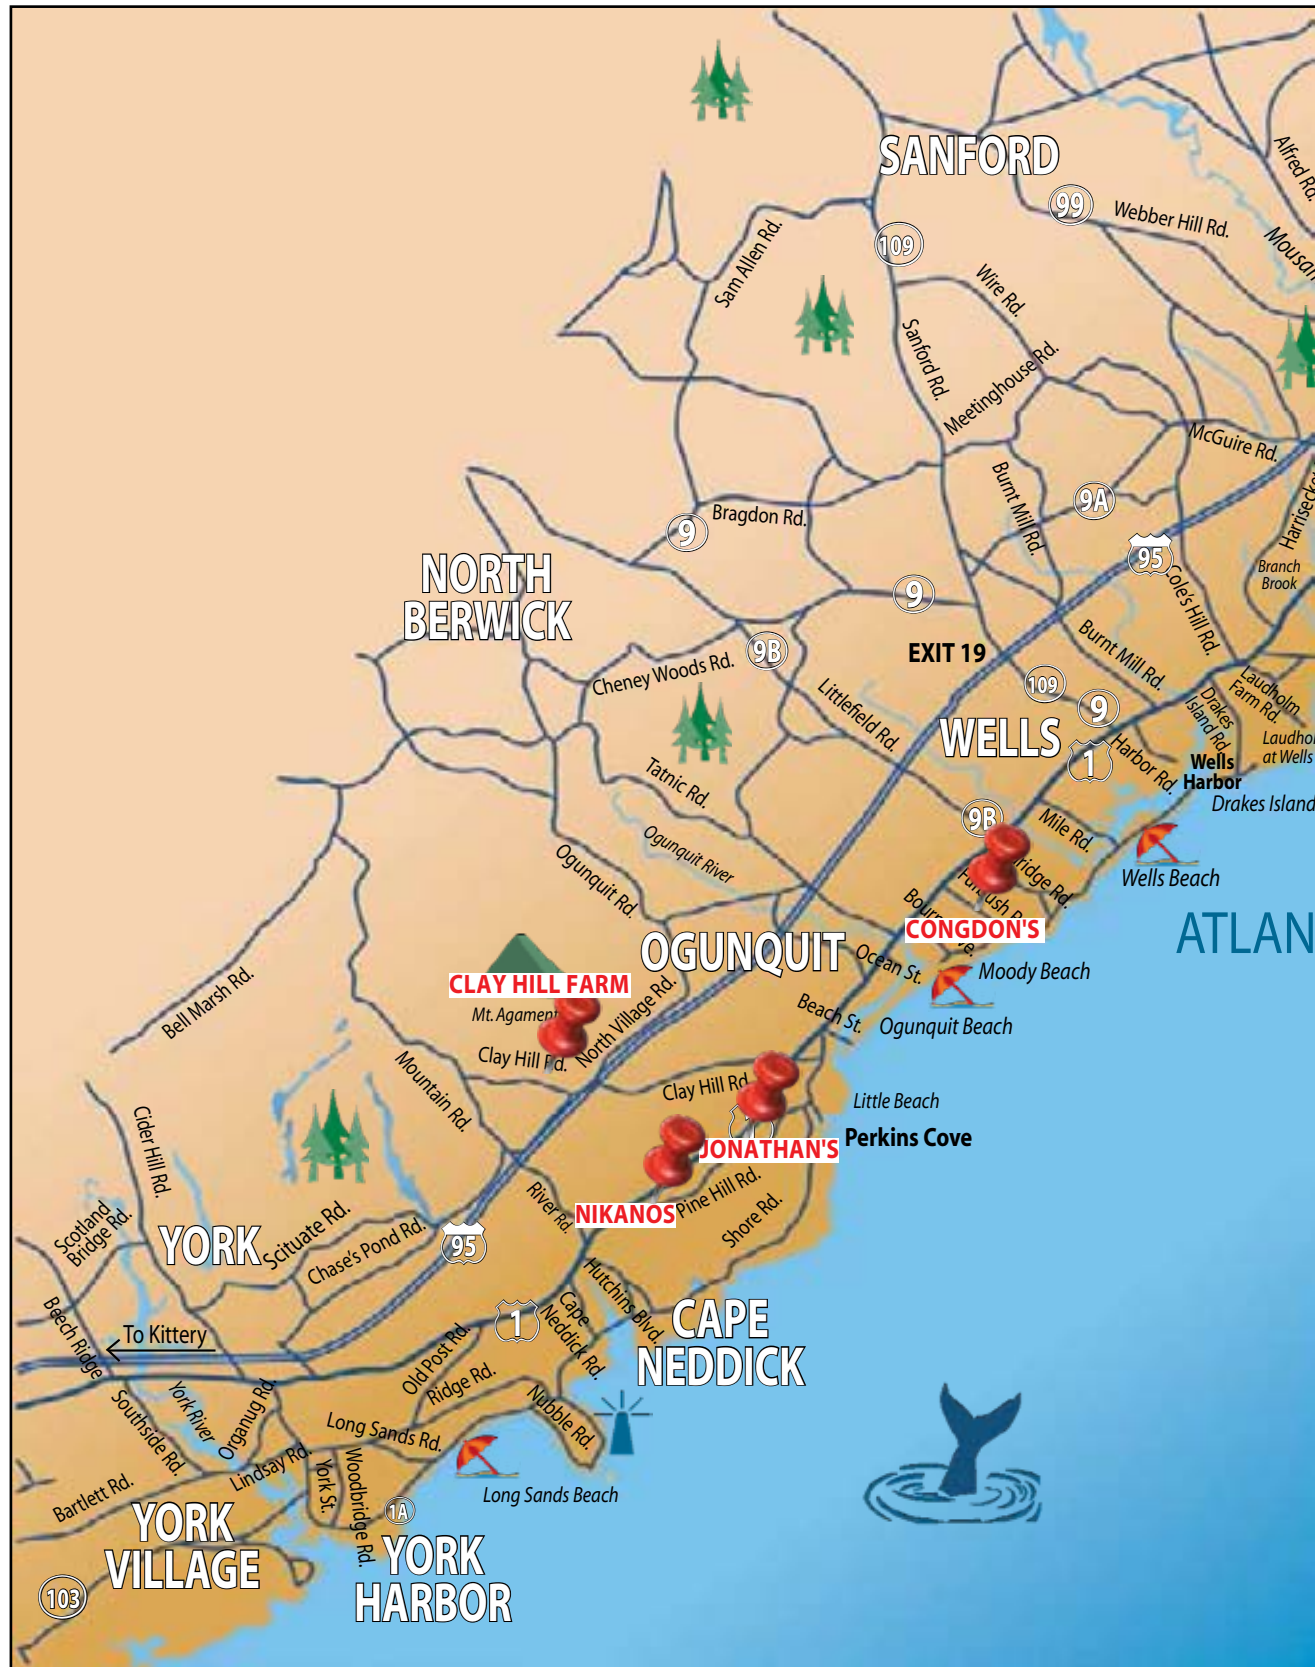 SANFORD
99
Webber Hill Rd.
Alfred Rd.
109
Sam Allen Rd.
Wire Rd.
Sanford Rd.
Meetinghouse Rd.
McGuire Rd.
Burnt Mill Rd.
9A
Bragdon Rd.
9
95
Branch
Brook
Cole's Hill Rd.
NORTH
BERWICK
9
EXIT 19
9B
Cheney Woods Rd.
Burnt Mill Rd.
109
9
Littlefield Rd.
Laudholm
Farm Rd.
Drakes
Island Rd.
WELLS
1
Harbor Rd.
Wells
Harbor
at Wells
Drakes Island
Tatnic Rd.
9B
Mile Rd.
Ogunquit River
Ogunquit Rd.
Wells Beach
CONGDON'S
ATLAN
OGUNQUIT
Ocean St.
Moody Beach
CLAY HILL FARM
Mt. Agament
North Village Rd.
Beach St.
Ogunquit Beach
Bell Marsh Rd.
Clay Hill Rd.
Mountain Rd.
Clay Hill Rd.
Little Beach
Perkins Cove
JONATHAN'S
Cider Hill Rd.
NIKANOS
Pine Hill Rd.
River Rd.
Shore Rd.
Scotland
Bridge Rd.
YORK
Scituate Rd.
Chase's Pond Rd.
95
Hutchins Blvd.
Beech Ridge
To Kittery
1
Cape
Neddick Rd.
CAPE
NEDDICK
Old Post Rd.
Ridge Rd.
Nubble Rd.
York River
Southside Rd.
Organug Rd.
Long Sands Rd.
Lindsay Rd.
Bartlett Rd.
York St.
Woodbridge Rd.
Long Sands Beach
1A
YORK
VILLAGE
YORK
HARBOR
103